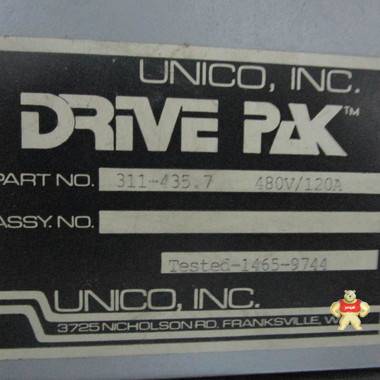 UNICO, INC.
DRIVE PAK™
PART NO. 311-435.7 480V/120A
ASSY. NO.
Tested-1465-9744
UNICO, INC.
3725 NICHOLSON RD. FRANKSVILLE, W